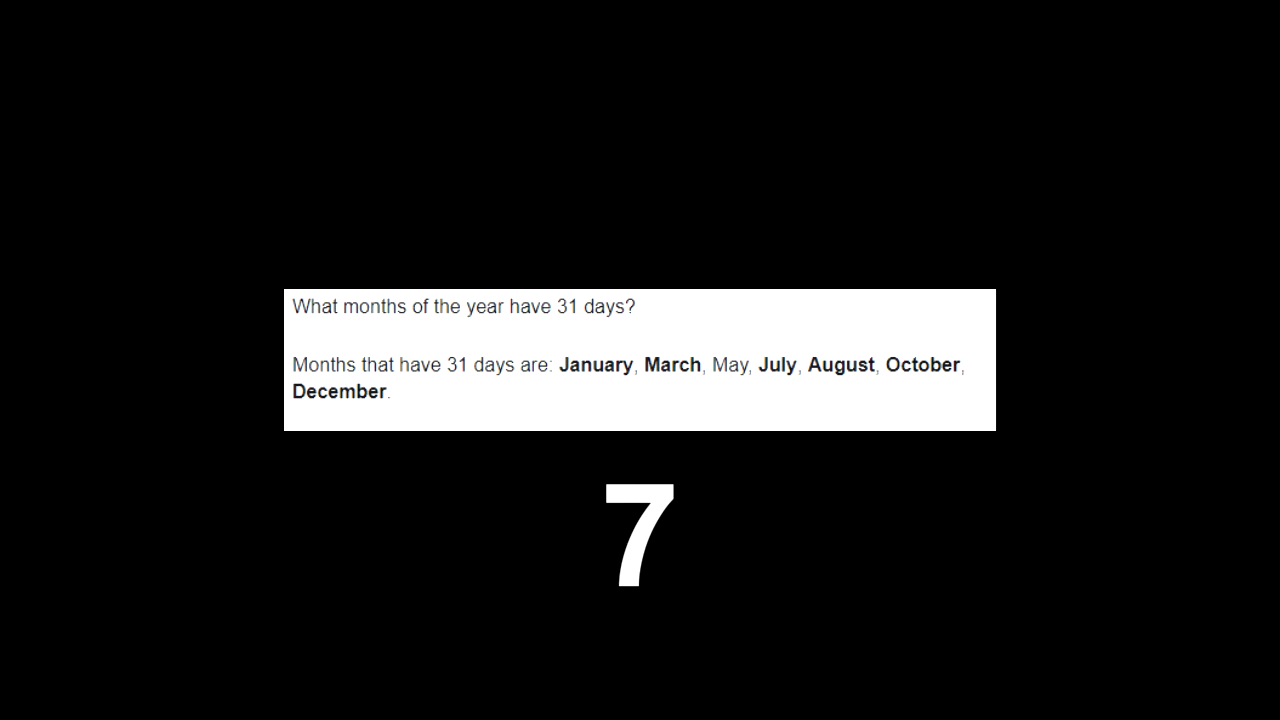 What months of the year have 31 days?
Months that have 31 days are: January, March, May, July, August, October,
December.
7